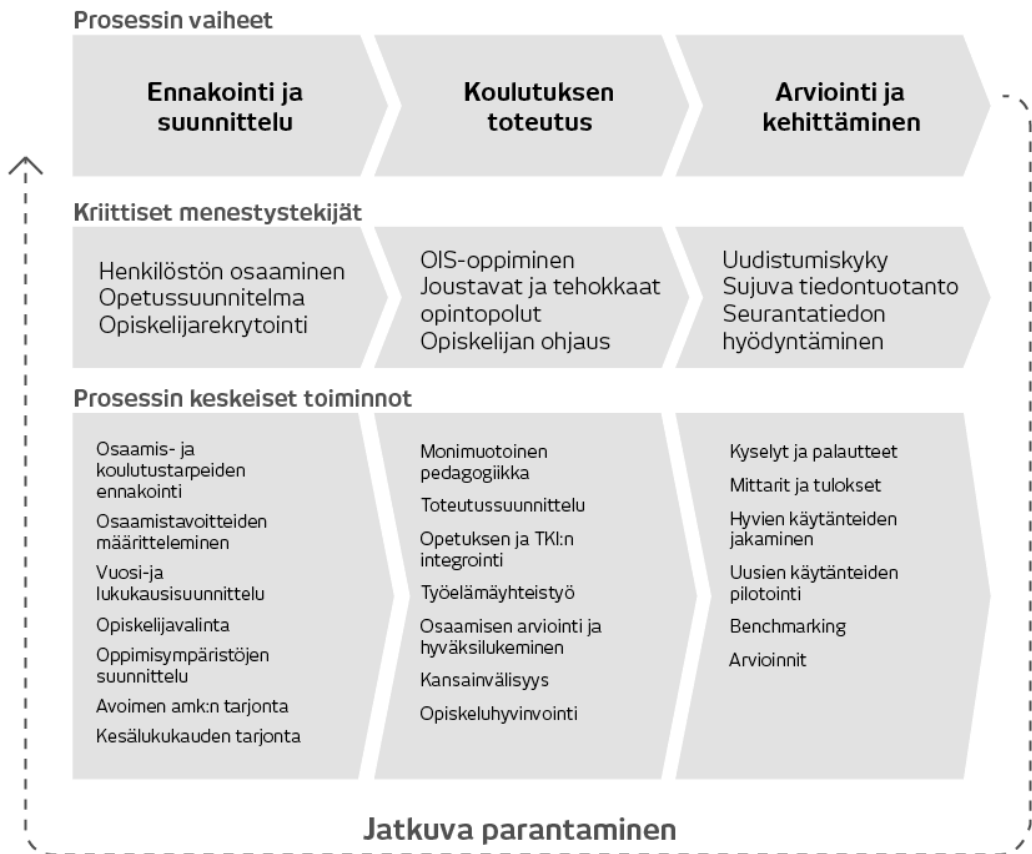 Prosessin vaiheet
Ennakointi ja
suunnittelu
Koulutuksen
toteutus
Arviointi ja
kehittäminen
Kriittiset menestystekijät
Henkilöstön osaaminen
Opetussuunnitelma
Opiskelijarekrytointi
OIS-oppiminen
Joustavat ja tehokkaat
opintopolut
Opiskelijan ohjaus
Uudistumiskyky
Sujuva tiedontuotanto
Seurantatiedon
hyödyntäminen
Prosessin keskeiset toiminnot
Osaamis- ja
koulutustarpeiden
ennakointi
Osaamistavoitteiden
määritteleminen
Vuosi-ja
lukukausisuunnittelu
Opiskelijavalinta
Oppimisympäristöjen
suunnittelu
Avoimen amk:n tarjonta
Kesälukukauden tarjonta
Monimuotoinen
pedagogiikka
Toteutussuunnittelu
Opetuksen ja TKI:n
integrointi
Työelämäyhteistyö
Osaamisen arviointi ja
hyväksilukeminen
Kansainvälisyys
Opiskeluhyvinvointi
Kyselyt ja palautteet
Mittarit ja tulokset
Hyvien käytänteiden
jakaminen
Uusien käytänteiden
pilotointi
Benchmarking
Arvioinnit
Jatkuva parantaminen